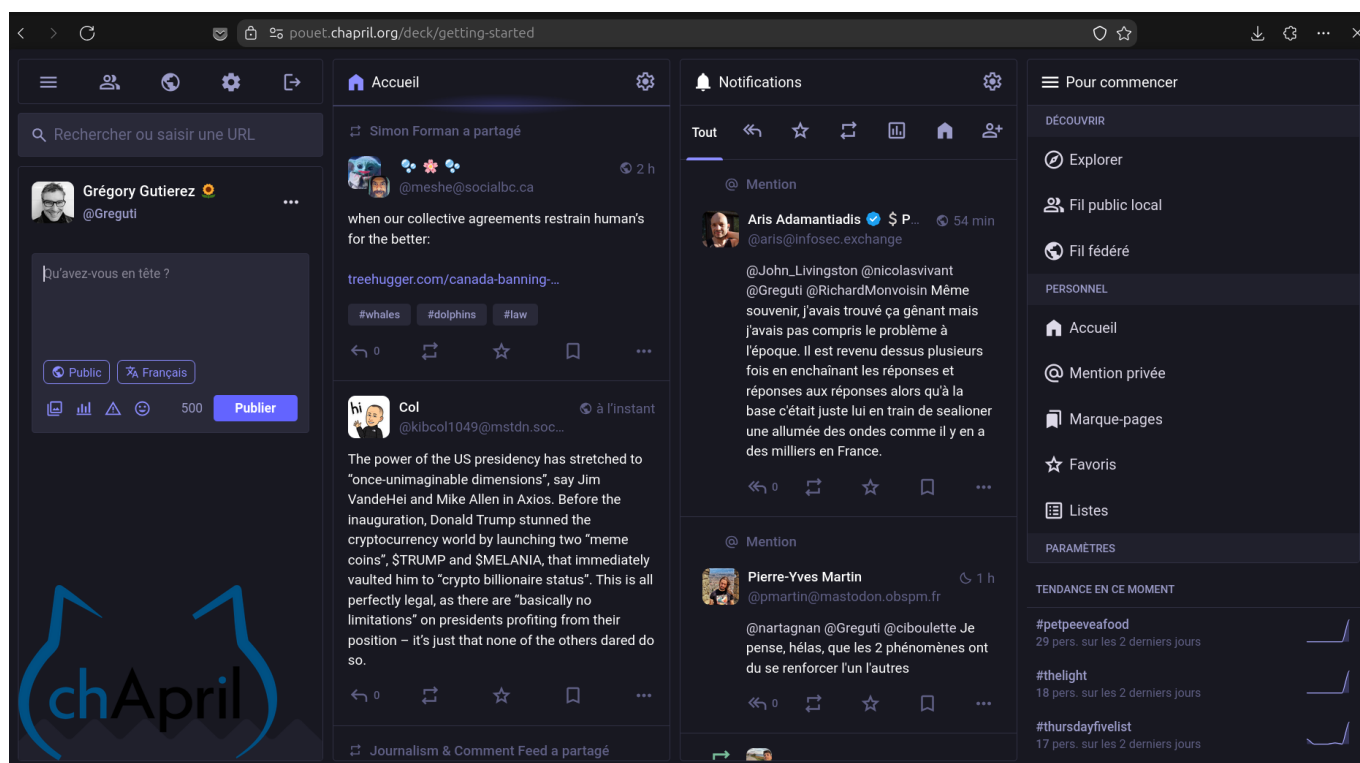 pouet.chapril.org/deck/getting-started
Rechercher ou saisir une URL
Grégory Gutierez
@Greguti
Qu'avez-vous en tête ?
Public
Français
500
Publier
chApril
Accueil
Simon Forman a partagé
@meshe@socialbc.ca
2 h
when our collective agreements restrain human's
for the better:
treehugger.com/canada-banning-…
#whales #dolphins #law
0
hi
Col
à l'instant
@kibcol1049@mstdn.soc…
The power of the US presidency has stretched to
“once-unimaginable dimensions”, say Jim
VandeHei and Mike Allen in Axios. Before the
inauguration, Donald Trump stunned the
cryptocurrency world by launching two “meme
coins”, $TRUMP and $MELANIA, that immediately
vaulted him to “crypto billionaire status”. This is all
perfectly legal, as there are “basically no
limitations” on presidents profiting from their
position – it's just that none of the others dared do
so.
0
Journalism & Comment Feed a partagé
Notifications
Tout
@ Mention
Aris Adamantiadis $ P…
54 min
@aris@infosec.exchange
@John_Livingston @nicolasvivant
@Greguti @RichardMonvoisin Même
souvenir, j'avais trouvé ça gênant mais
j'avais pas compris le problème à
l'époque. Il est revenu dessus plusieurs
fois en enchaînant les réponses et
réponses aux réponses alors qu'à la
base c'était juste lui en train de sealioner
une allumée des ondes comme il y en a
des milliers en France.
0
@ Mention
Pierre-Yves Martin
1 h
@pmartin@mastodon.obspm.fr
@nartagnan @Greguti @ciboulette Je
pense, hélas, que les 2 phénomènes ont
du se renforcer l'un l'autres
0
Pour commencer
DÉCOUVRIR
Explorer
Fil public local
Fil fédéré
PERSONNEL
Accueil
Mention privée
Marque-pages
Favoris
Listes
PARAMÈTRES
TENDANCE EN CE MOMENT
#petpeeveafood
29 pers. sur les 2 derniers jours
#thelight
18 pers. sur les 2 derniers jours
#thursdayfivelist
17 pers. sur les 2 derniers jours